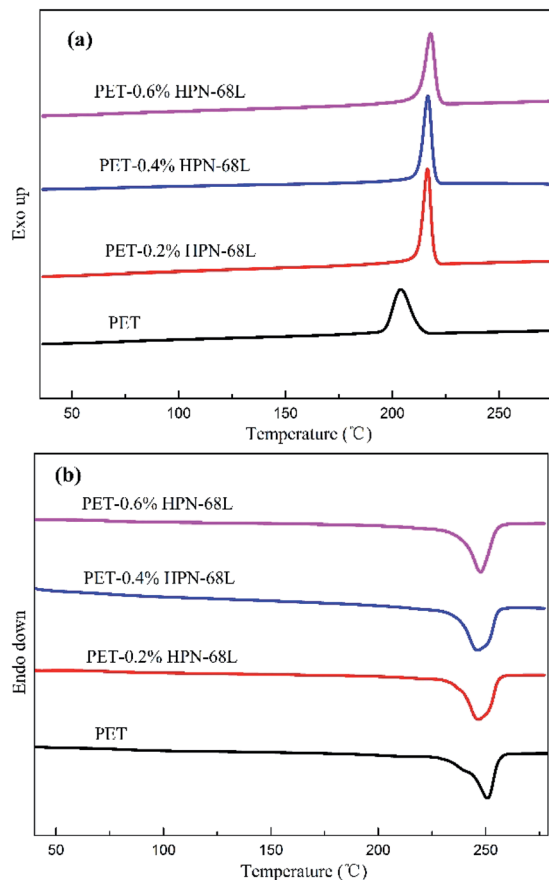 (a)
PET-0.6% HPN-68L
PET-0.4% HPN-68L
PET-0.2% HPN-68L
PET
Exo up
50 100 150 200 250
Temperature (℃)
(b)
PET-0.6% HPN-68L
PET-0.4% HPN-68L
PET-0.2% HPN-68L
PET
Endo down
50 100 150 200 250
Temperature (℃)